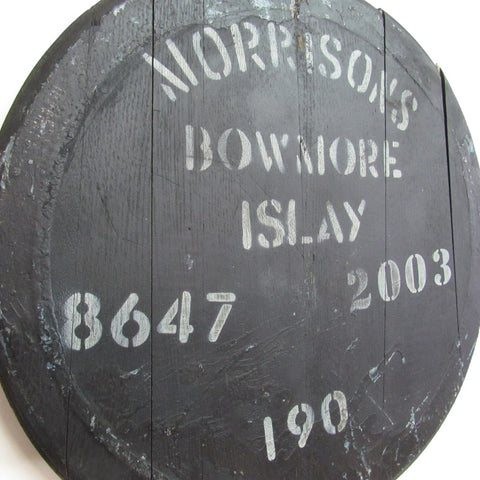 MORRISONS
BOWMORE
ISLAY
8647 2003
190